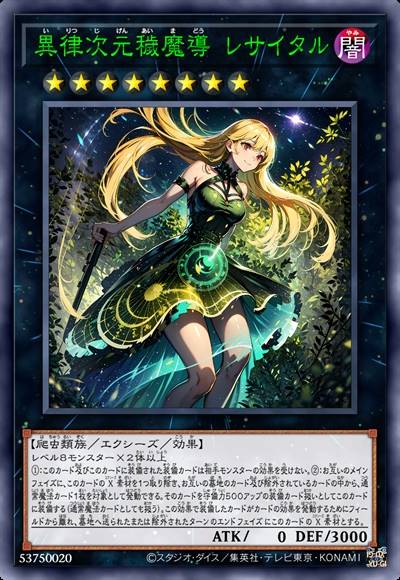 異律次元穢魔導 レサイタル
闇
【爬虫類族／エクシーズ／効果】
レベル8モンスター×2体以上
①：このカード及びこのカードに装備された装備カードは相手モンスターの効果を受けない。②：お互いのメイ
ンフェイズに、このカードのX素材を1つ取り除き、お互いの墓地のカード及び除外されているカードの中から、通
常魔法カード1枚を対象として発動できる。そのカードを守備力500アップの装備カード扱いとしてこのカード
に装備する（通常魔法カードとしても扱う）。この効果で装備したカードがカードの効果を発動するためにフィー
ルドから離れ、墓地へ送られたまたは除外されたターンのエンドフェイズにこのカードのX素材とする。
ATK/ 0 DEF/3000
53750020 ©スタジオ・ダイス／集英社・テレビ東京・KONAMI